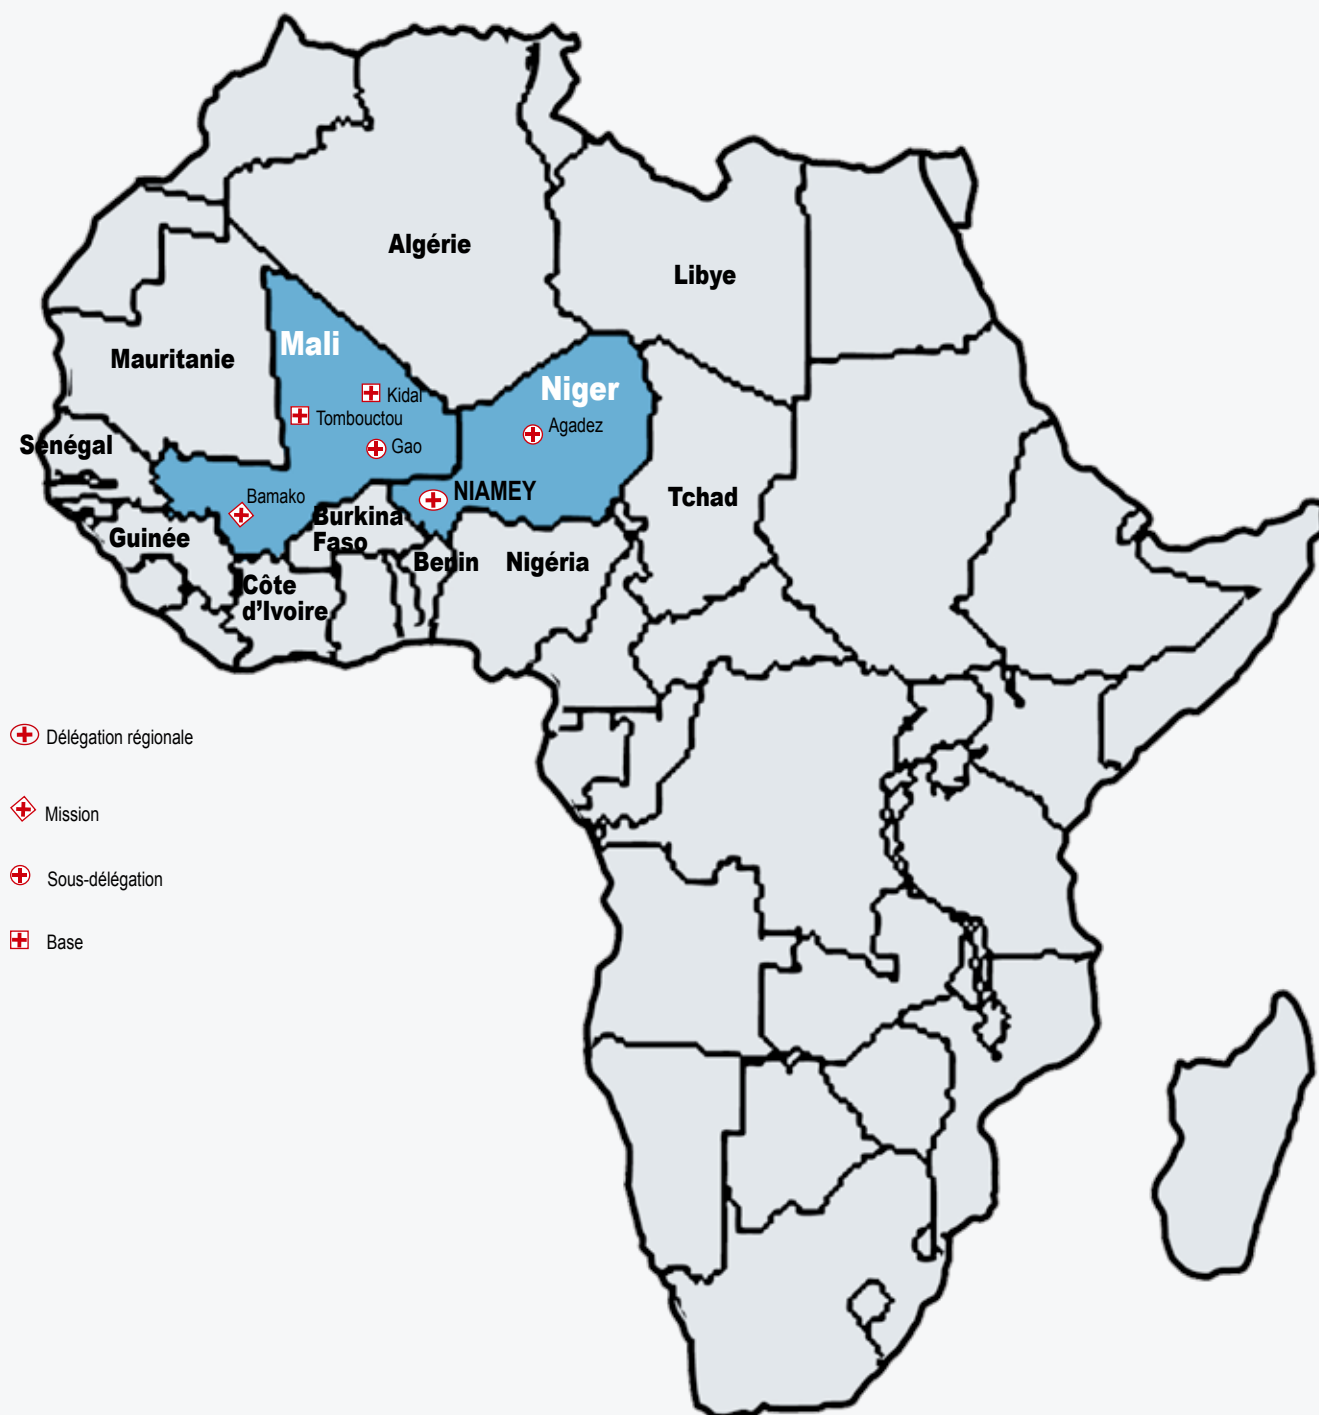 Algérie
Libye
Mali
Mauritanie
Niger
Kidal
Tombouctou
Agadez
Sénégal
Gao
NIAMEY
Bamako
Tchad
Burkina
Faso
Guinée
Benin
Nigéria
Côte
d'Ivoire
Délégation régionale
Mission
Sous-délégation
Base